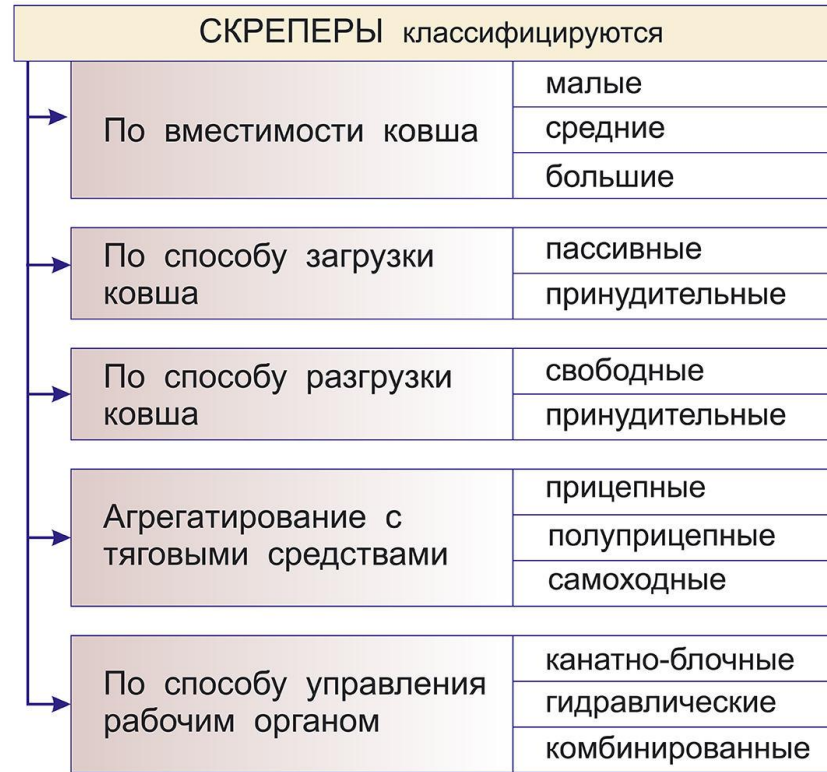 СКРЕПЕРЫ классифицируются
По вместимости ковша
малые
средние
большие
По способу загрузки
ковша
пассивные
принудительные
По способу разгрузки
ковша
свободные
принудительные
Агрегатирование с
тяговыми средствами
прицепные
полуприцепные
самоходные
По способу управления
рабочим органом
канатно-блочные
гидравлические
комбинированные